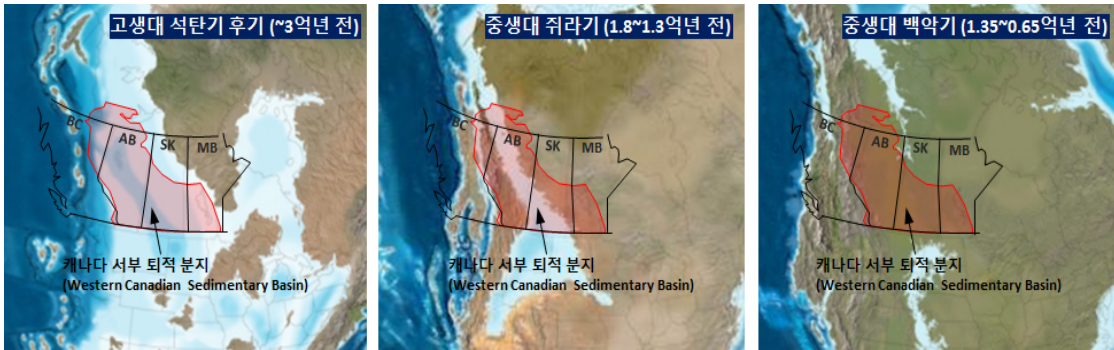 고생대 석탄기 후기 (~3억년 전)
BC
AB
SK
MB
캐나다 서부 퇴적 분지
(Western Canadian Sedimentary Basin)
중생대 쥐라기 (1.8~1.3억년 전)
BC
AB
SK
MB
캐나다 서부 퇴적 분지
(Western Canadian Sedimentary Basin)
중생대 백악기 (1.35~0.65억년 전)
BC
AB
SK
MB
캐나다 서부 퇴적 분지
(Western Canadian Sedimentary Basin)